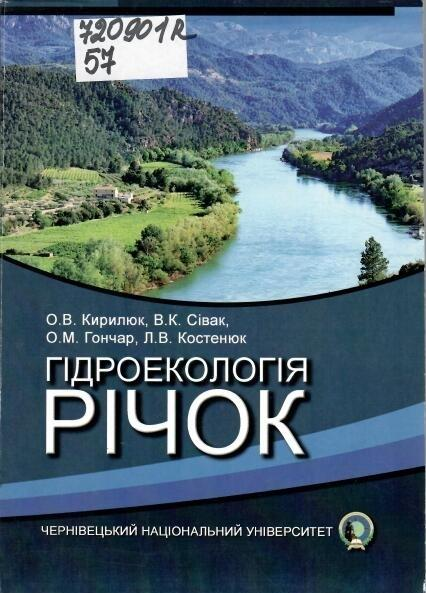 720901R
57
О.В. Кирилюк, В.К. Сівак,
О.М. Гончар, Л.В. Костенюк
ГІДРОЕКОЛОГІЯ
РІЧОК
ЧЕРНІВЕЦЬКИЙ НАЦІОНАЛЬНИЙ УНІВЕРСИТЕТ